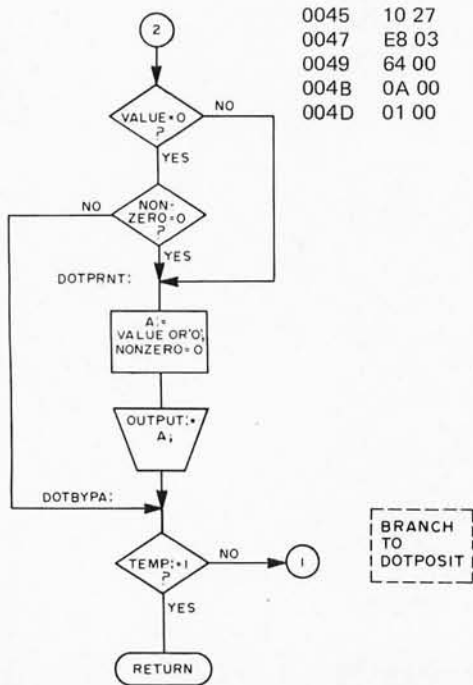 2
0045 10 27
0047 E8 03
0049 64 00
004B 0A 00
004D 01 00
VALUE=0
?
NO
YES
NO
NON-
ZERO=0
?
YES
DOTPRNT:
A:=
VALUE OR'0';
NONZERO=0
OUTPUT:=
A;
DOTBYPA:
TEMP:=1
?
NO
1
YES
BRANCH
TO
DOTPOSIT
RETURN